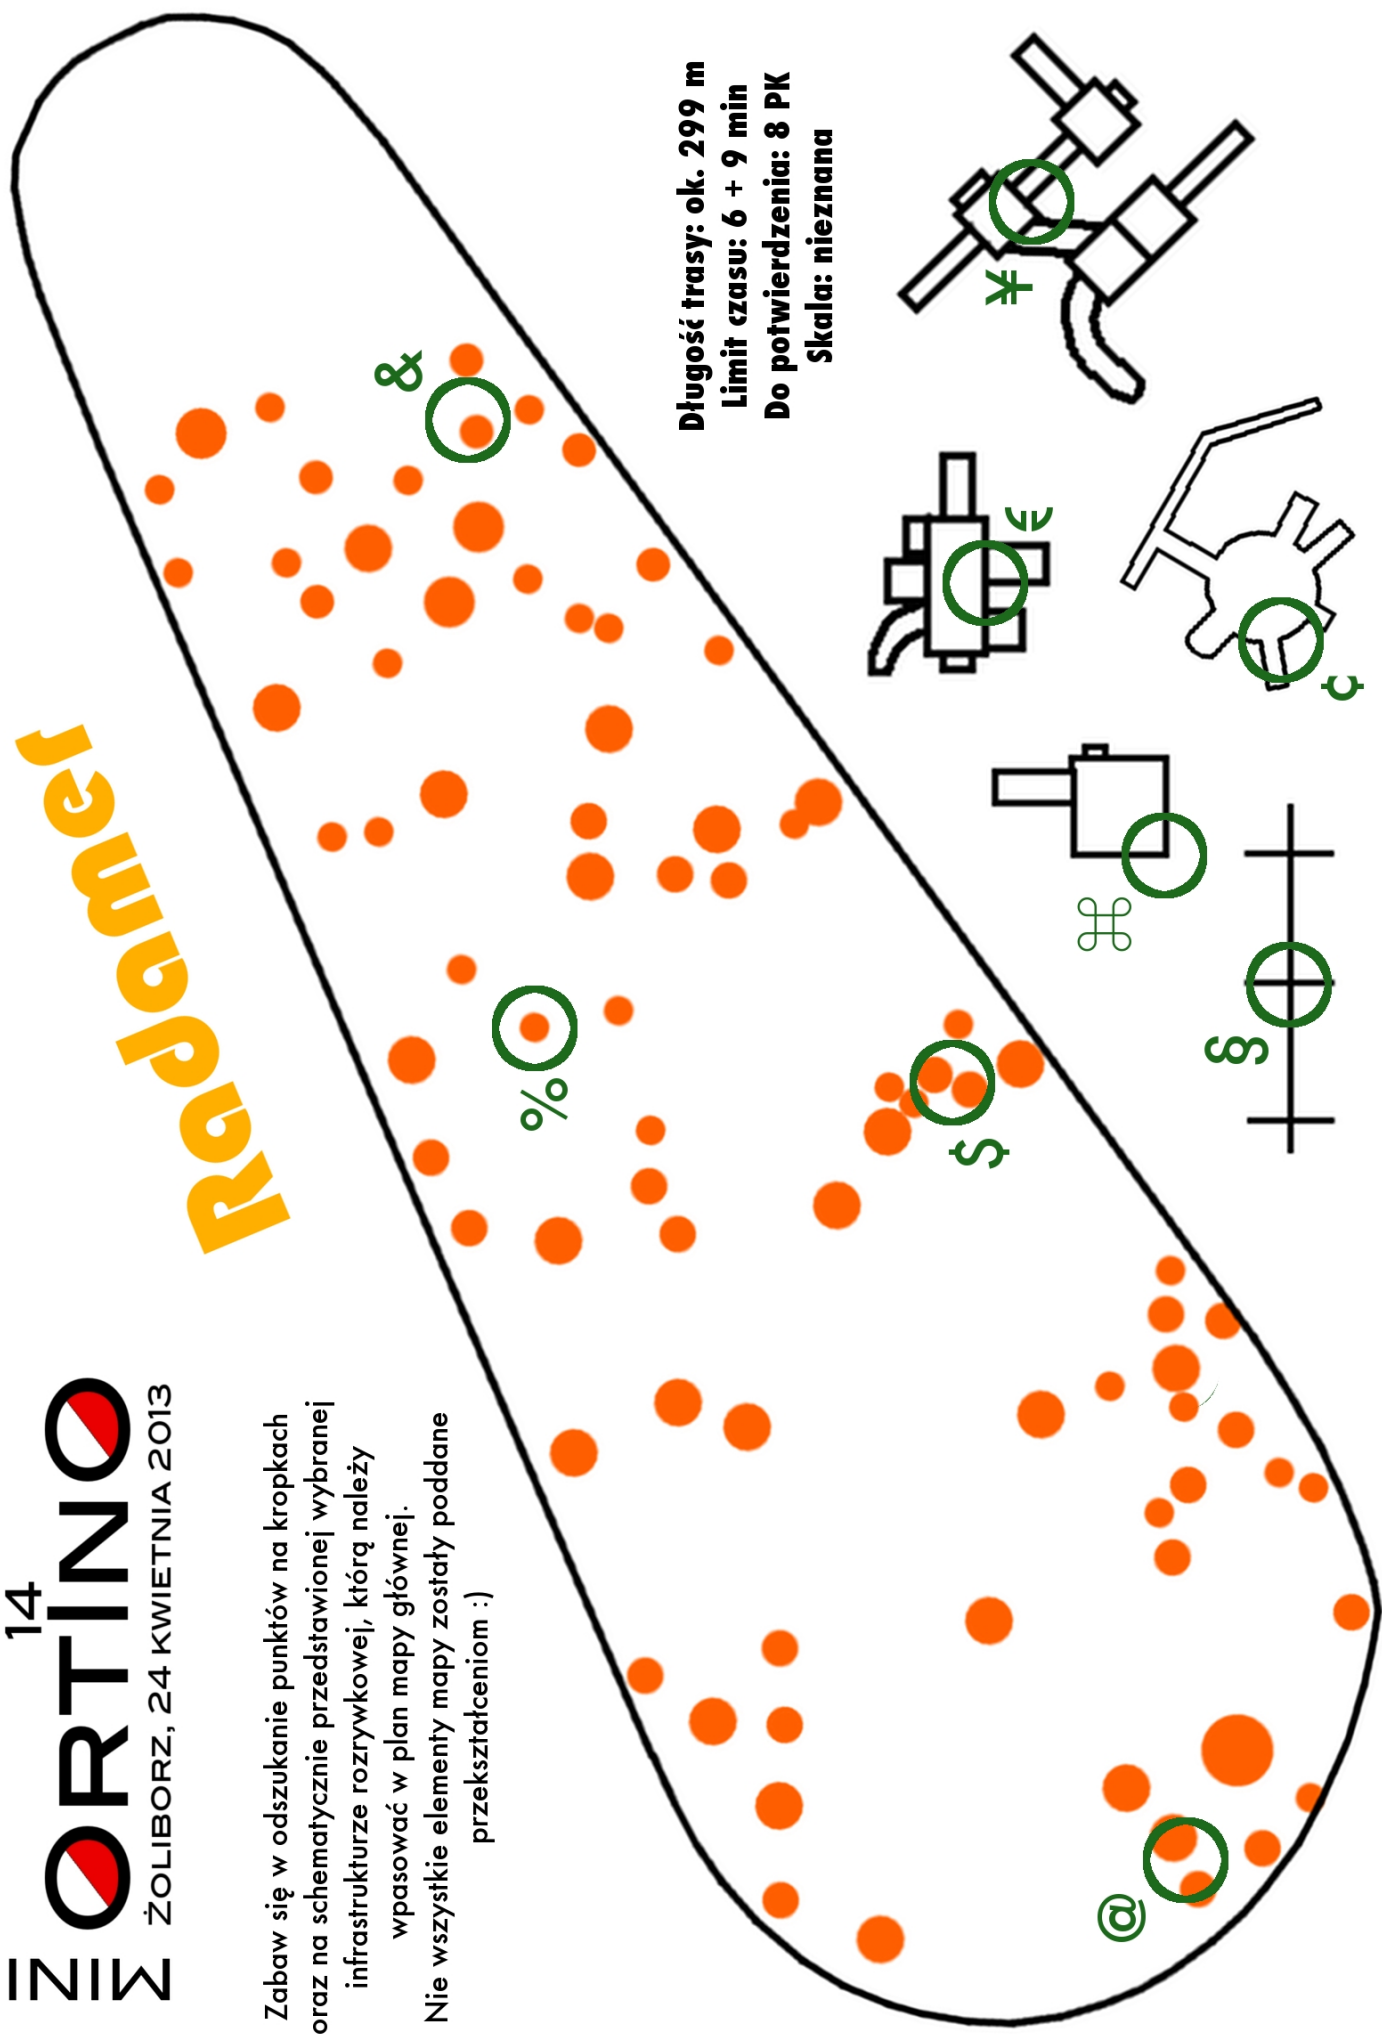 MINI
14
ORTINO
ŻOLIBORZ, 24 KWIETNIA 2013
RaJamer
Zabaw się w odszukanie punktów na kropkach
oraz na schematycznie przedstawionej wybranej
infrastrukturze rozrywkowej, którą należy
wpasować w plan mapy głównej.
Nie wszystkie elementy mapy zostały poddane
przekształceniom :)
Długość trasy: ok. 299 m
Limit czasu: 6 + 9 min
Do potwierdzenia: 8 PK
Skala: nieznana
&
%
$
@
¥
€
¢
⌘
§